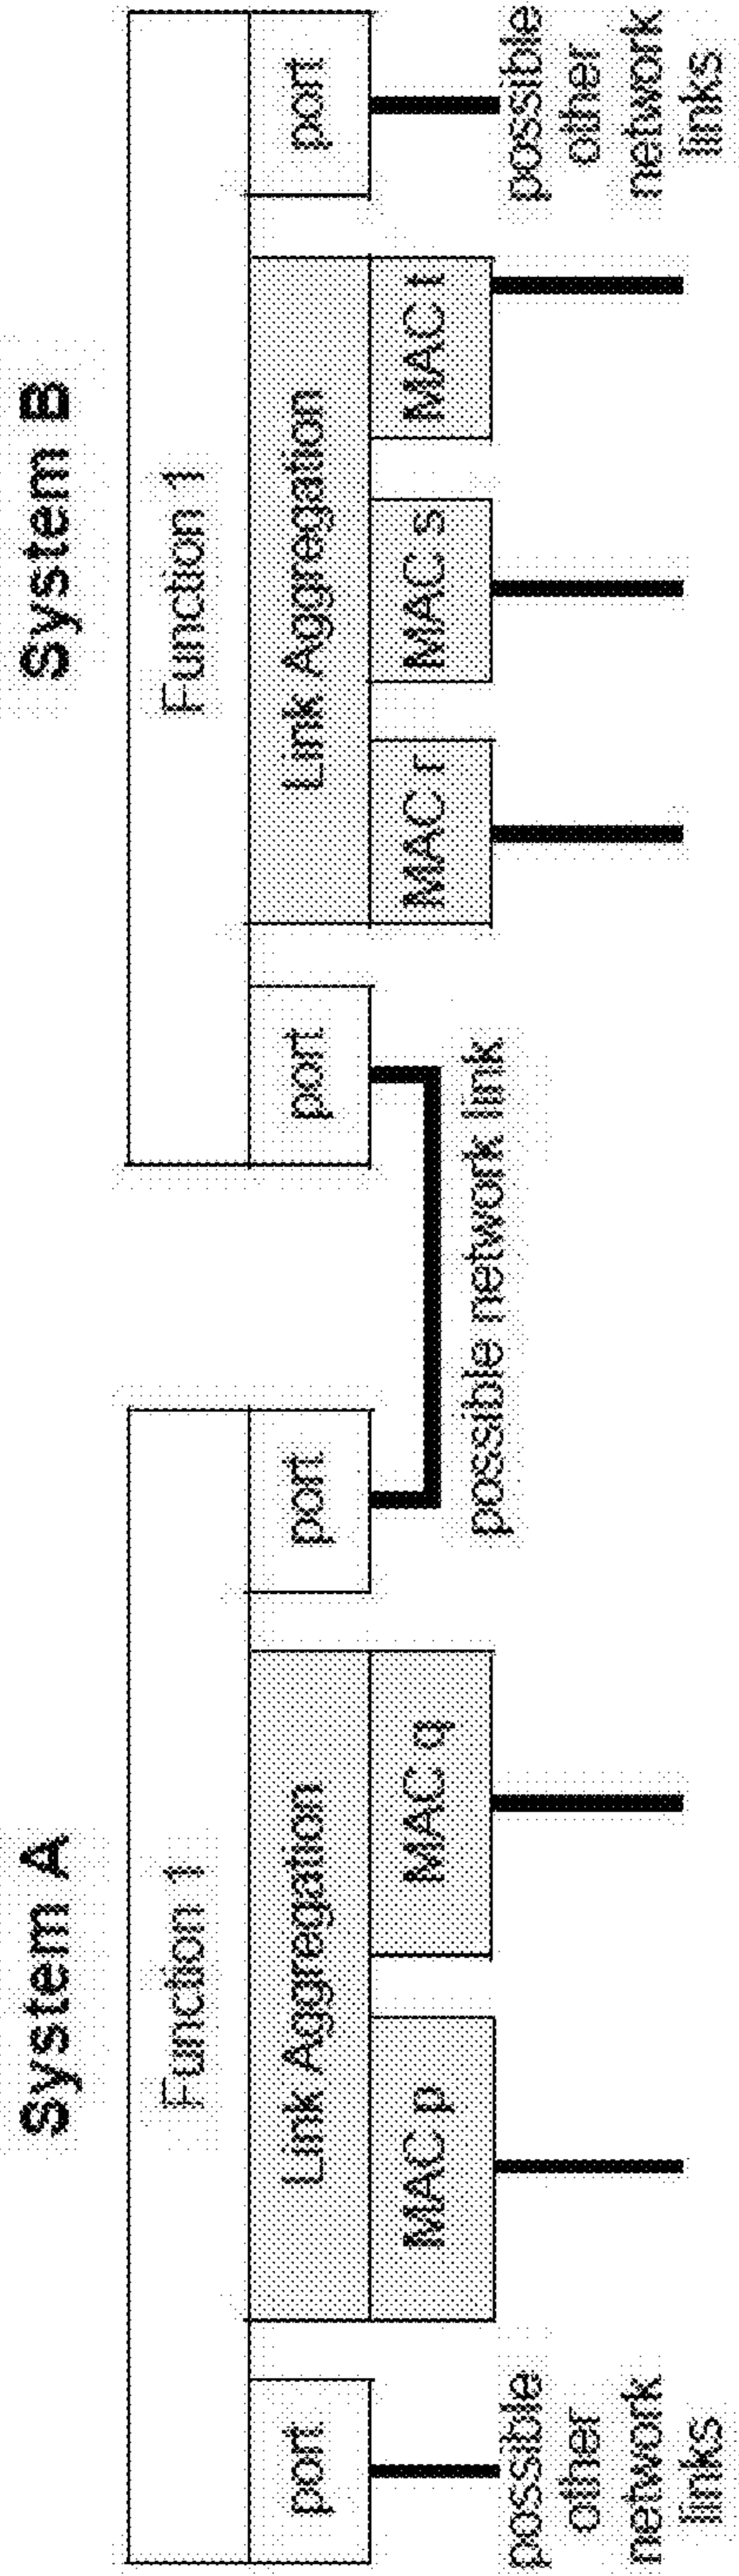 System A
System B
Function 1
Function 1
port
Link Aggregation
port
port
Link Aggregation
port
MAC p
MAC q
MAC r
MAC s
MAC t
possible
other
network
links
possible network link
possible
other
network
links